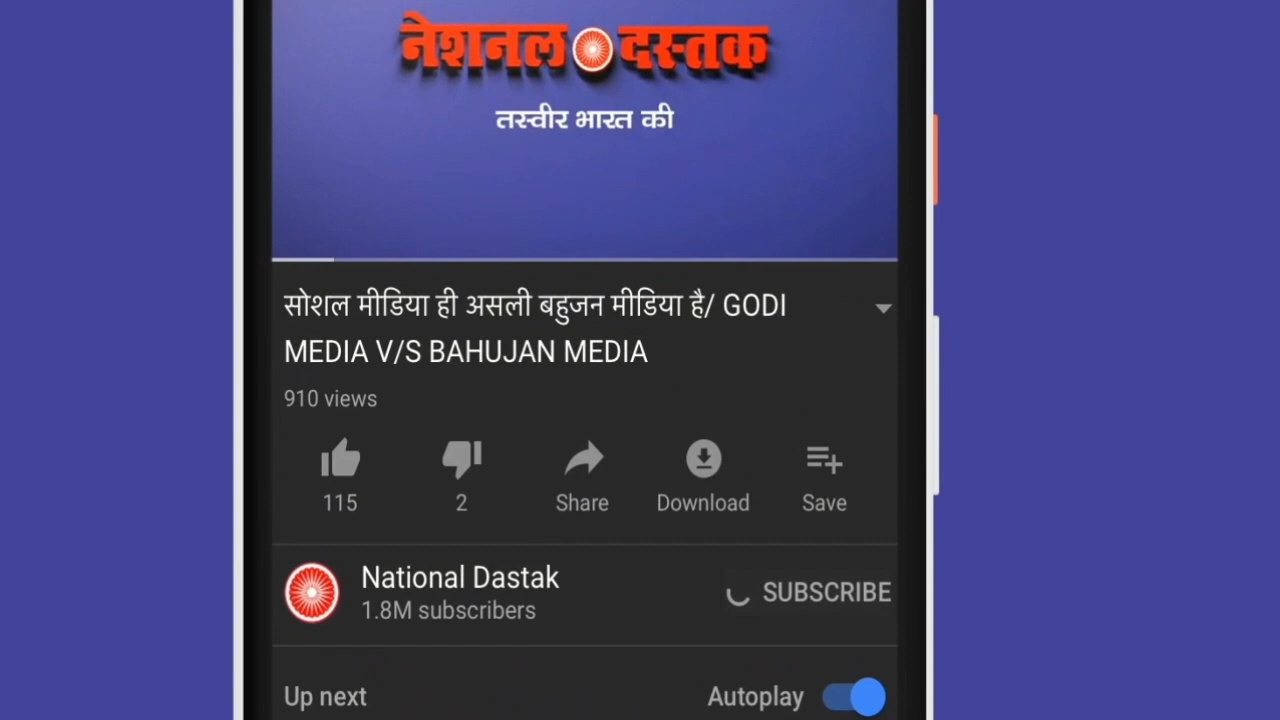 नेशनल दस्तक
तस्वीर भारत की
सोशल मीडिया ही असली बहुजन मीडिया है/ GODI
MEDIA V/S BAHUJAN MEDIA
910 views
115 2 Share Download Save
National Dastak
1.8M subscribers
SUBSCRIBE
Up next Autoplay